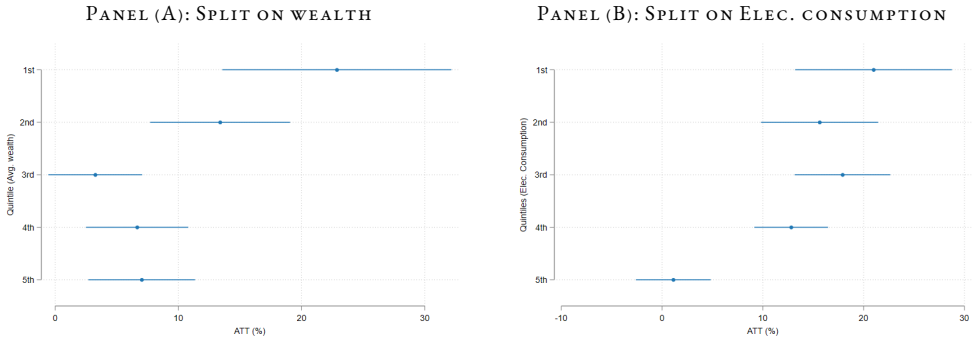 PANEL (A): SPLIT ON WEALTH
1st
2nd
3rd
4th
5th
Quintile (Avg. wealth)
0 10 20 30
ATT (%)
PANEL (B): SPLIT ON ELEC. CONSUMPTION
1st
2nd
3rd
4th
5th
Quintiles (Elec. Consumption)
-10 0 10 20 30
ATT (%)